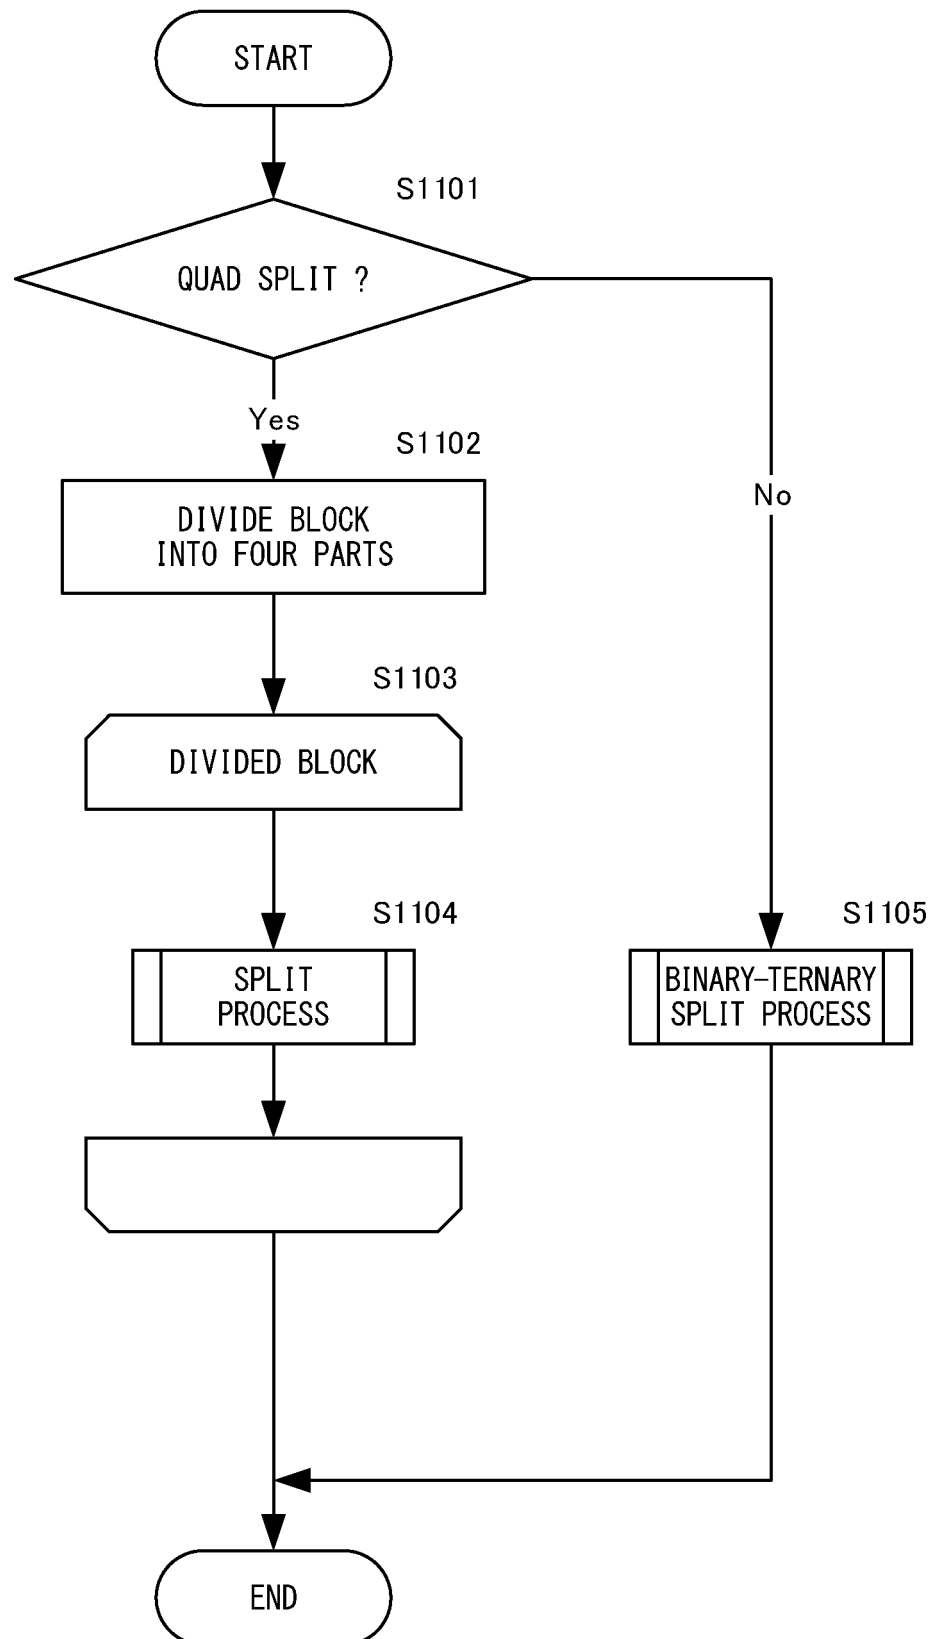 START
S1101
QUAD SPLIT ?
Yes
S1102
No
DIVIDE BLOCK
INTO FOUR PARTS
S1103
DIVIDED BLOCK
S1104
S1105
SPLIT
PROCESS
BINARY-TERNARY
SPLIT PROCESS
END